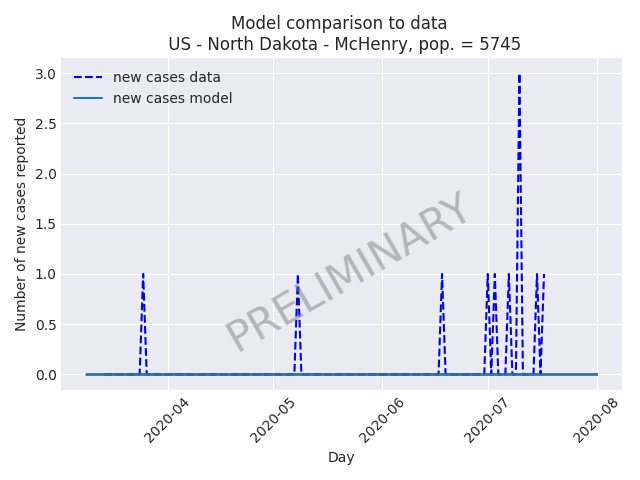 Model comparison to data
US - North Dakota - McHenry, pop. = 5745
new cases data
new cases model
3.0
2.5
2.0
1.5
1.0
0.5
0.0
Number of new cases reported
PRELIMINARY
2020-04
2020-05
2020-06
2020-07
2020-08
Day